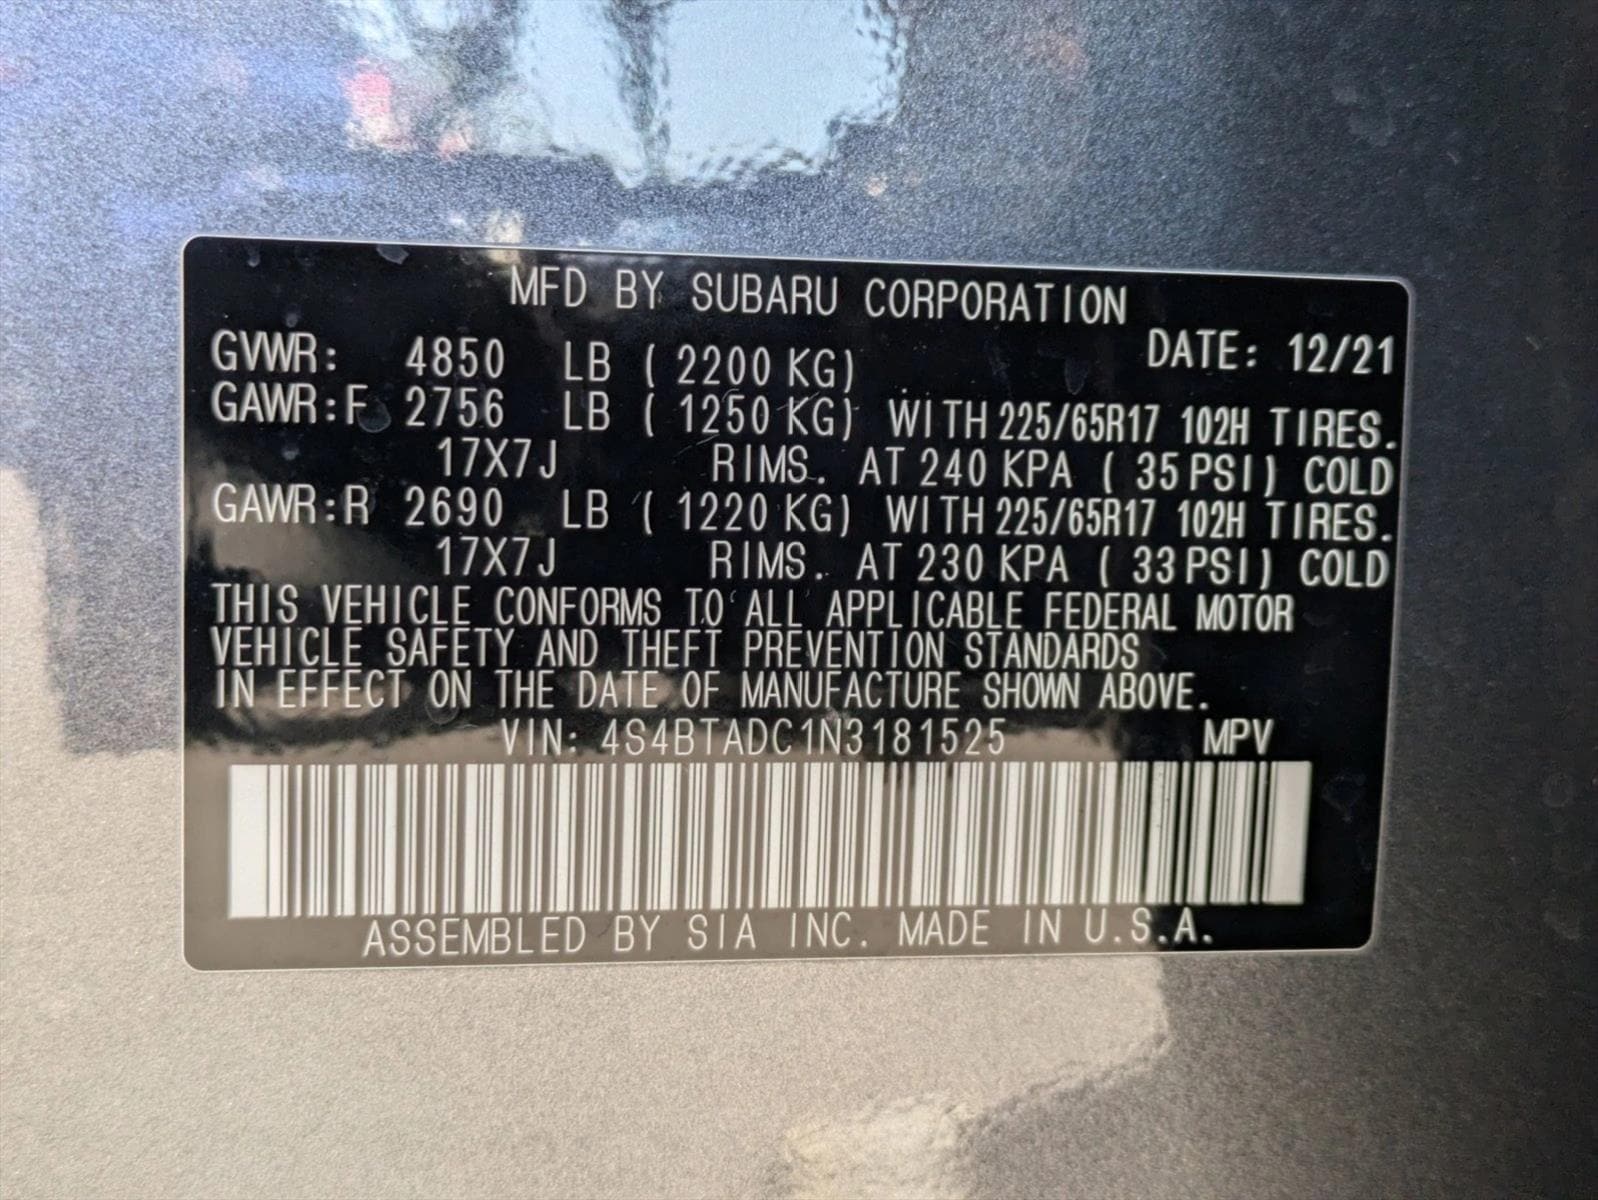 MFD BY SUBARU CORPORATION
GVWR: 4850 LB ( 2200 KG) DATE: 12/21
GAWR:F 2756 LB ( 1250 KG) WITH 225/65R17 102H TIRES.
17X7J RIMS. AT 240 KPA ( 35 PSI) COLD
GAWR:R 2690 LB ( 1220 KG) WITH 225/65R17 102H TIRES.
17X7J RIMS. AT 230 KPA ( 33 PSI) COLD
THIS VEHICLE CONFORMS TO ALL APPLICABLE FEDERAL MOTOR
VEHICLE SAFETY AND THEFT PREVENTION STANDARDS
IN EFFECT ON THE DATE OF MANUFACTURE SHOWN ABOVE.
VIN: 4S4BTADC1N3181525 MPV
ASSEMBLED BY SIA INC. MADE IN U.S.A.